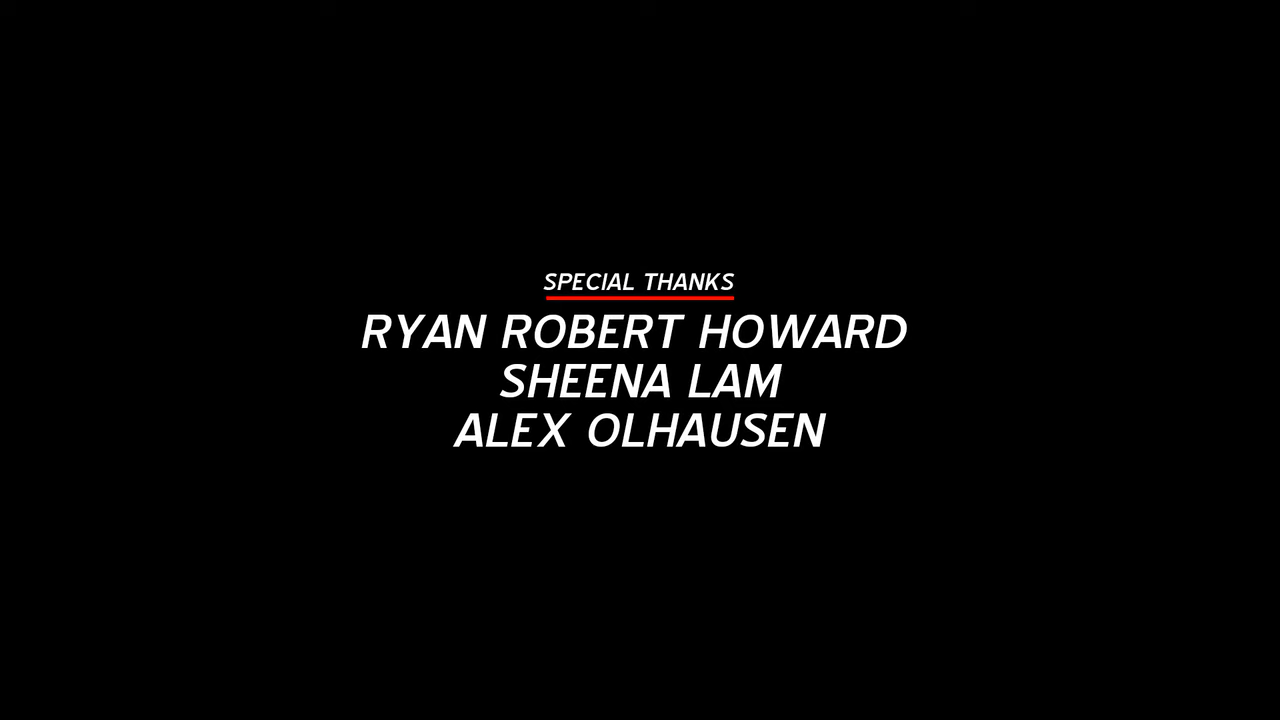 SPECIAL THANKS
RYAN ROBERT HOWARD
SHEENA LAM
ALEX OLHAUSEN